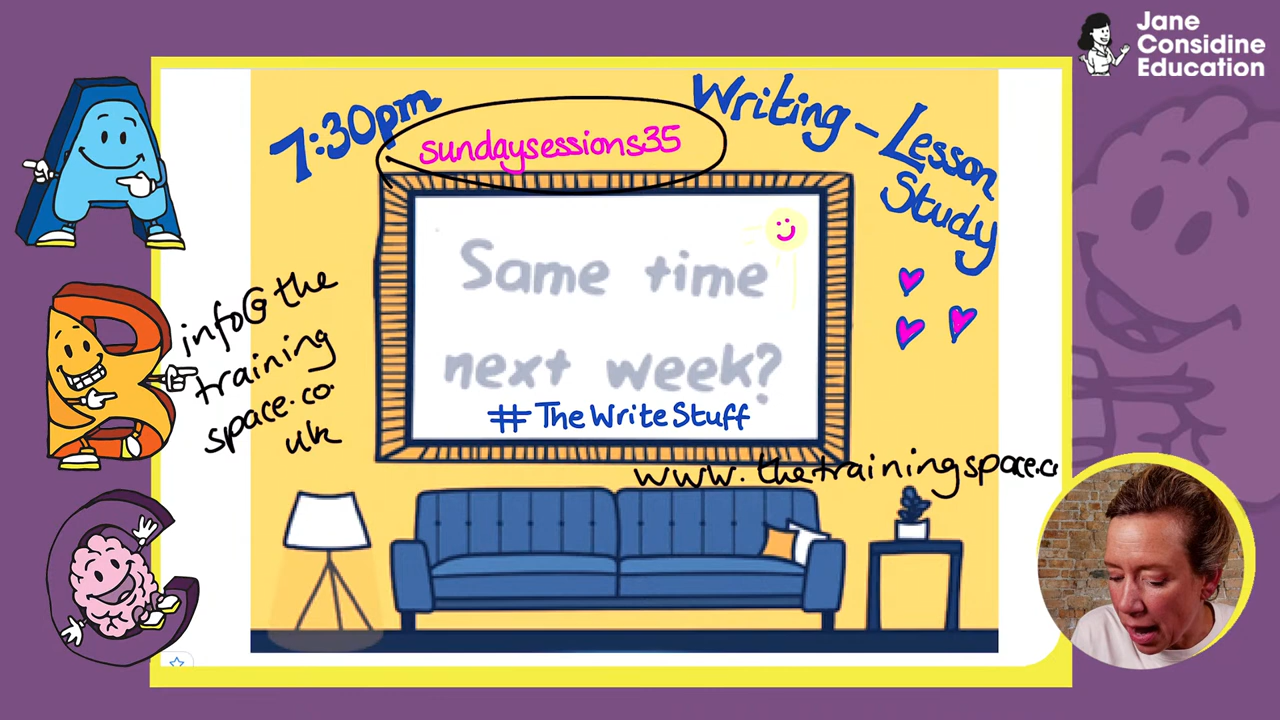 Jane
Considine
Education
7:30pm
sundaysessions35
Writing - Lesson
Study
Same time
next week?
#TheWriteStuff
info@the
training
space.co.
uk
www.thetrainingspace.c